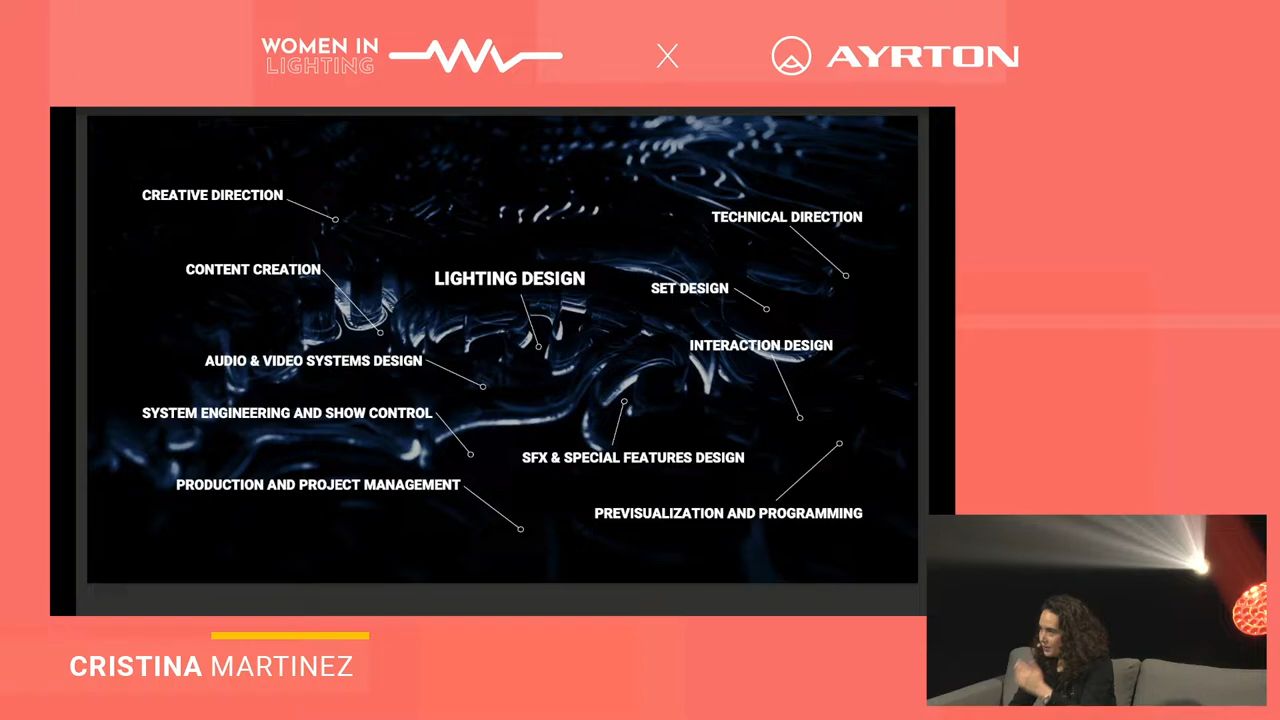 WOMEN IN
LIGHTING
AYRTON
CREATIVE DIRECTION
TECHNICAL DIRECTION
CONTENT CREATION
LIGHTING DESIGN
SET DESIGN
INTERACTION DESIGN
AUDIO & VIDEO SYSTEMS DESIGN
SYSTEM ENGINEERING AND SHOW CONTROL
SFX & SPECIAL FEATURES DESIGN
PRODUCTION AND PROJECT MANAGEMENT
PREVISUALIZATION AND PROGRAMMING
CRISTINA MARTINEZ